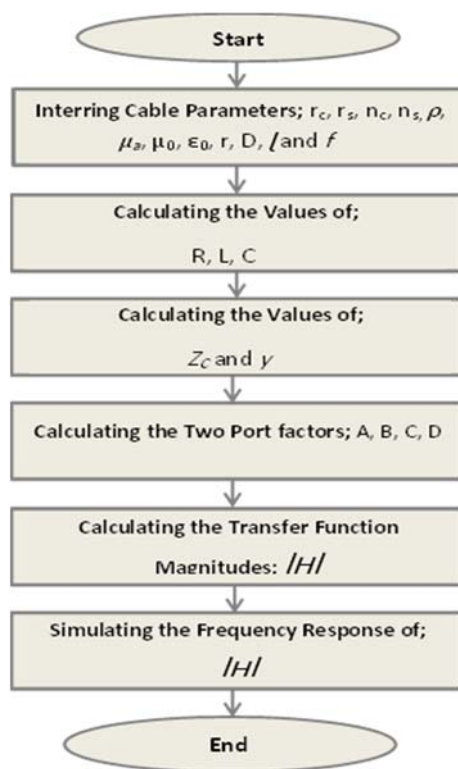 Start
Interring Cable Parameters; r_c, r_s, n_c, n_s, ρ,
μ_a, μ_0, ε_0, r, D, l and f
Calculating the Values of;
R, L, C
Calculating the Values of;
Z_C and y
Calculating the Two Port factors; A, B, C, D
Calculating the Transfer Function
Magnitudes: |H|
Simulating the Frequency Response of;
|H|
End